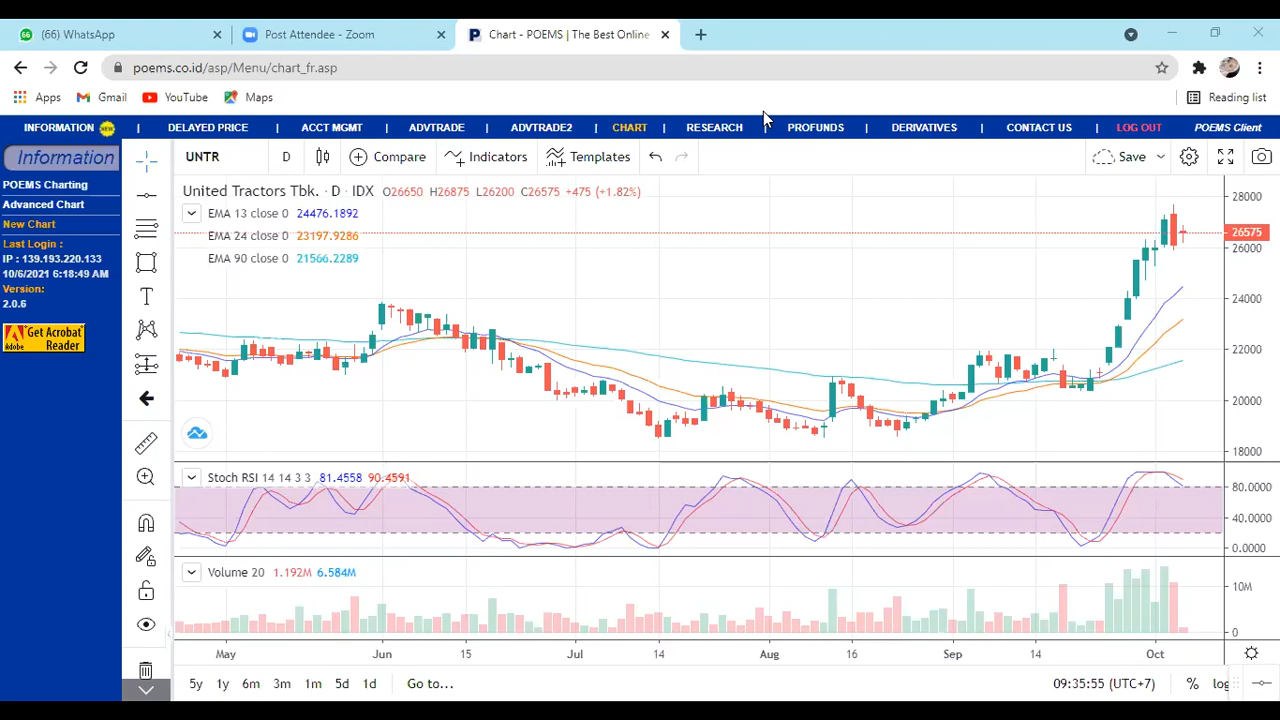 66 (66) WhatsApp
Post Attendee - Zoom
P Chart - POEMS | The Best Online
poems.co.id/asp/Menu/chart_fr.asp
Apps Gmail YouTube Maps Reading list
INFORMATION NEW | DELAYED PRICE | ACCT MGMT | ADVTRADE | ADVTRADE2 | CHART | RESEARCH | PROFUNDS | DERIVATIVES | CONTACT US | LOG OUT POEMS Client
Information
POEMS Charting
Advanced Chart
New Chart
Last Login :
IP : 139.193.220.133
10/6/2021 6:18:49 AM
Version:
2.0.6
Get Acrobat
Reader
Adobe
UNTR D Compare Indicators Templates Save
United Tractors Tbk. · D · IDX O26650 H26875 L26200 C26575 +475 (+1.82%)
EMA 13 close 0 24476.1892
EMA 24 close 0 23197.9286
EMA 90 close 0 21566.2289
28000
26575
26000
24000
22000
20000
18000
Stoch RSI 14 14 3 3 81.4558 90.4591
80.0000
40.0000
0.0000
Volume 20 1.192M 6.584M
10M
0
May Jun 15 Jul 14 Aug 16 Sep 14 Oct
5y 1y 6m 3m 1m 5d 1d Go to... 09:35:55 (UTC+7) % log